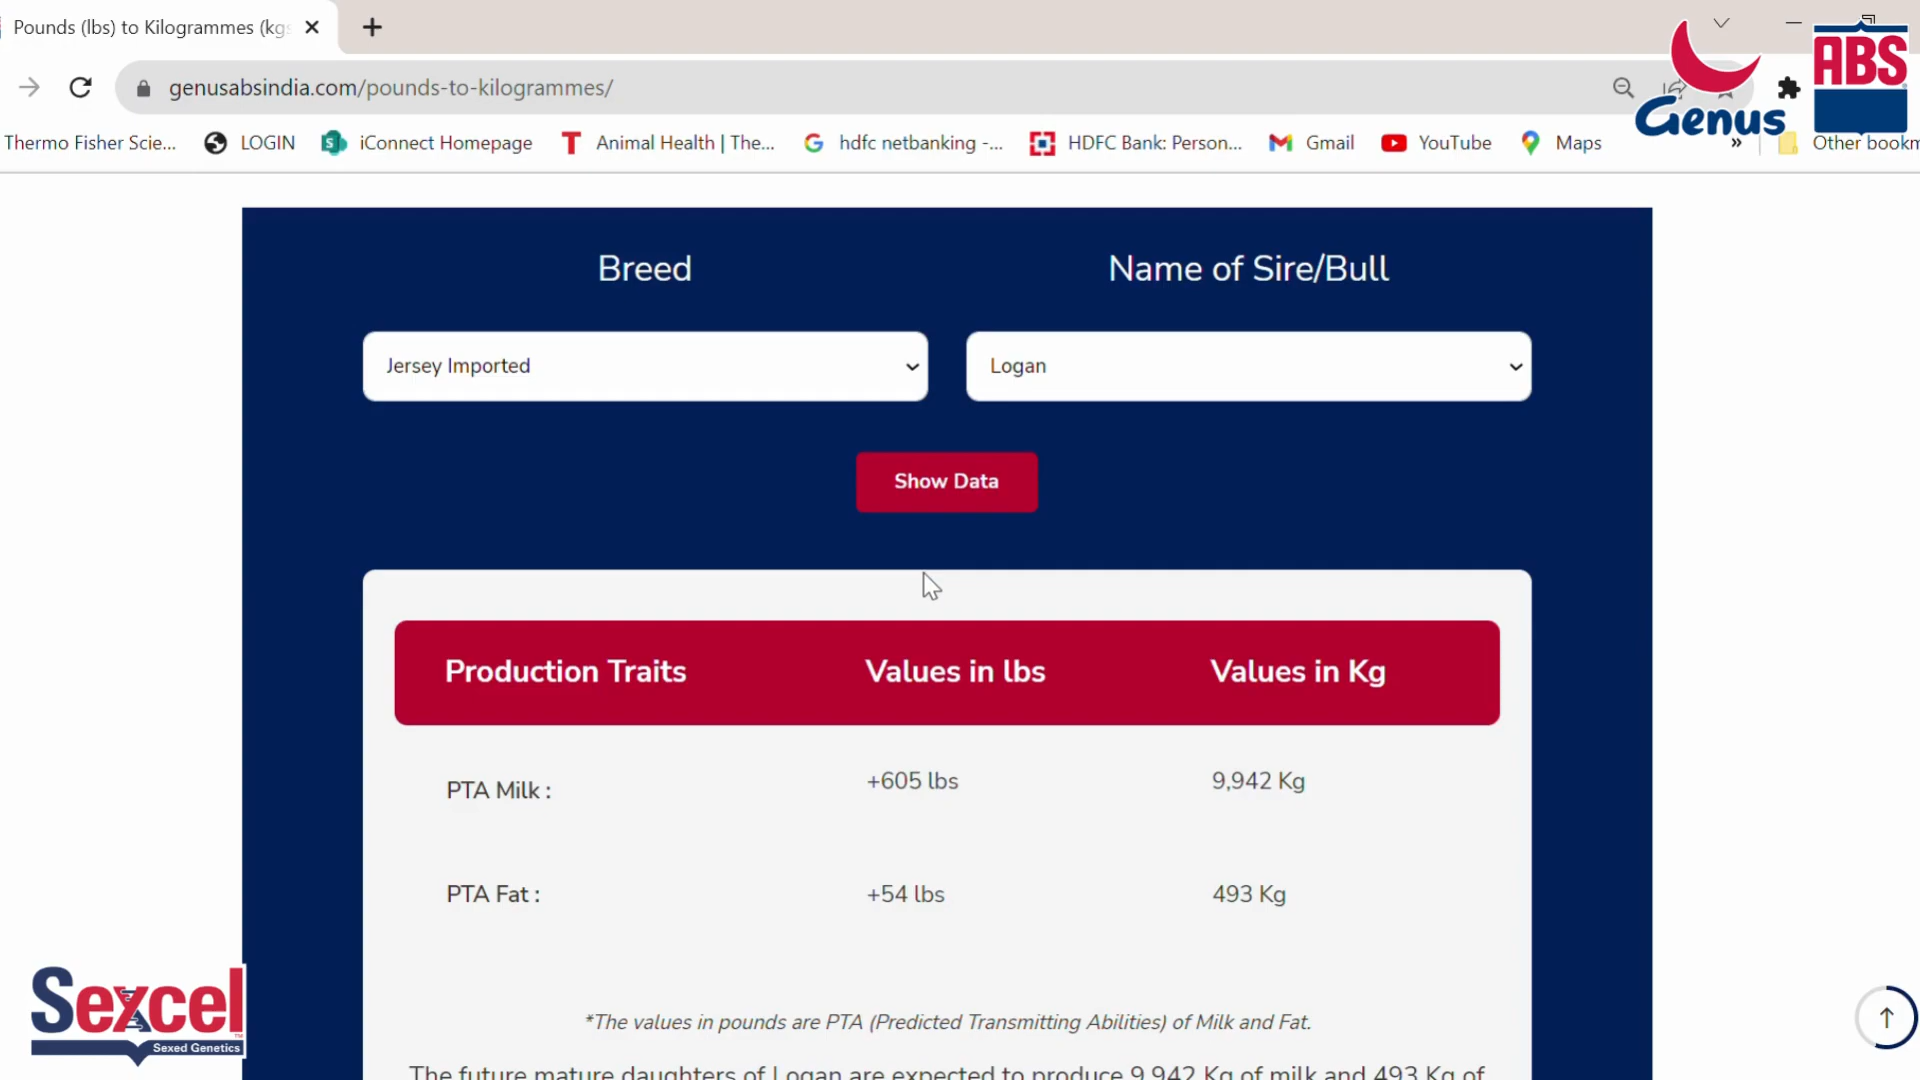 Pounds (lbs) to Kilogrammes (kgs
genusabsindia.com/pounds-to-kilogrammes/
Thermo Fisher Scie... LOGIN iConnect Homepage Animal Health | The... hdfc netbanking -... HDFC Bank: Person... Gmail YouTube Maps » Other bookm
Genus
ABS
Breed Name of Sire/Bull
Jersey Imported Logan
Show Data
Production Traits Values in lbs Values in Kg
PTA Milk : +605 lbs 9,942 Kg
PTA Fat : +54 lbs 493 Kg
*The values in pounds are PTA (Predicted Transmitting Abilities) of Milk and Fat.
The future mature daughters of Logan are expected to produce 9,942 Kg of milk and 493 Kg of
Sexcel
Sexed Genetics